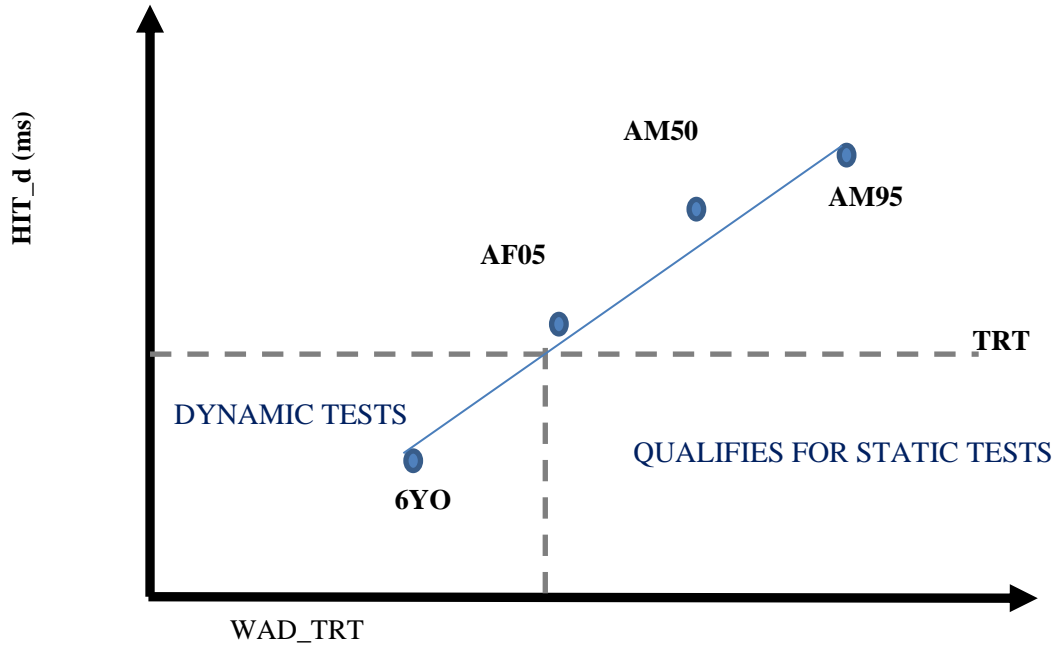 HIT_d (ms)
AM50
AM95
AF05
TRT
DYNAMIC TESTS
QUALIFIES FOR STATIC TESTS
6YO
WAD_TRT